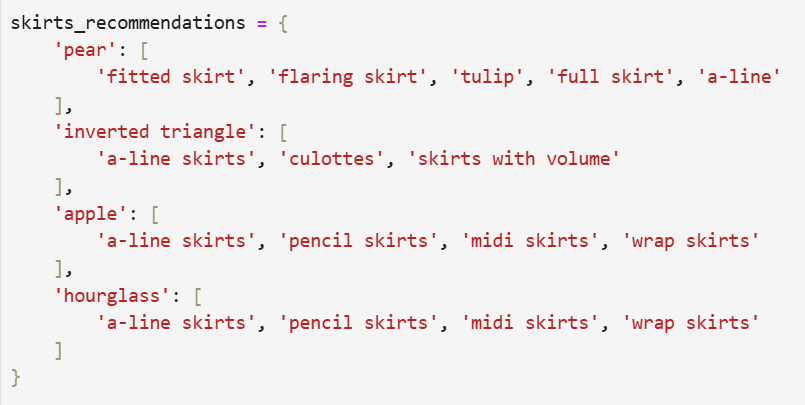 skirts_recommendations = {
    'pear': [
        'fitted skirt', 'flaring skirt', 'tulip', 'full skirt', 'a-line'
    ],
    'inverted triangle': [
        'a-line skirts', 'culottes', 'skirts with volume'
    ],
    'apple': [
        'a-line skirts', 'pencil skirts', 'midi skirts', 'wrap skirts'
    ],
    'hourglass': [
        'a-line skirts', 'pencil skirts', 'midi skirts', 'wrap skirts'
    ]
}